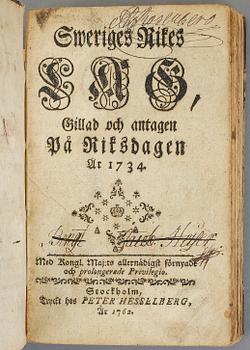 Sweriges Rikes
LAG,
Gillad och antagen
På Riksdagen
År 1734.
Med Kongl. Maj:ts allernådigst förnyade
och prolongerade Privilegio.
Stockholm,
Tryckt hos PETER HESSELBERG,
År 1762.